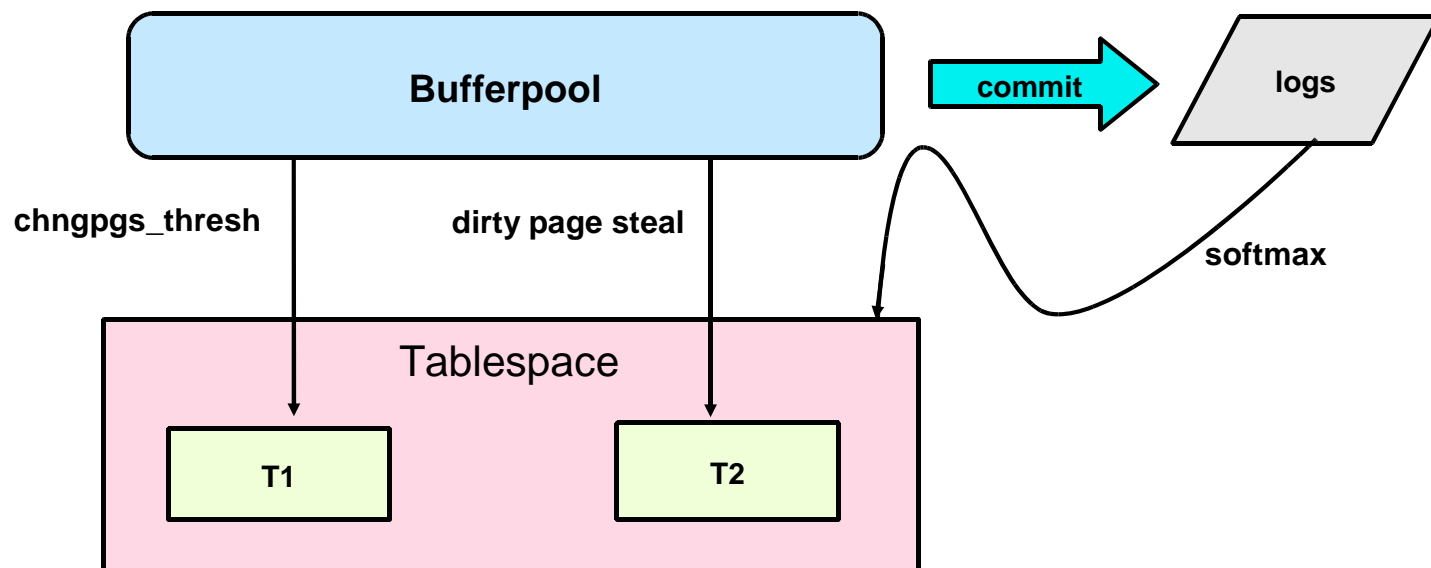 Bufferpool
commit
logs
chngpgs_thresh
dirty page steal
softmax
Tablespace
T1
T2